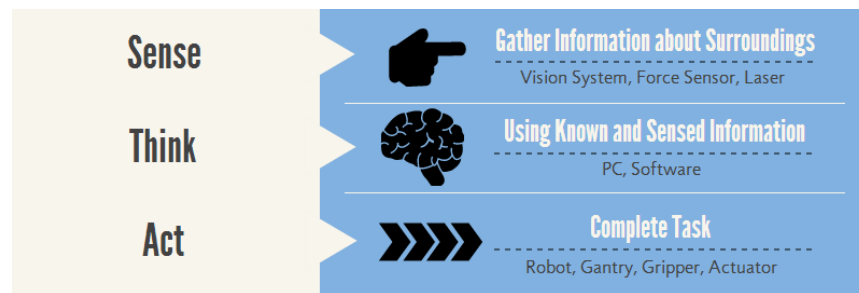 Sense
Gather Information about Surroundings
Vision System, Force Sensor, Laser
Think
Using Known and Sensed Information
PC, Software
Act
Complete Task
Robot, Gantry, Gripper, Actuator